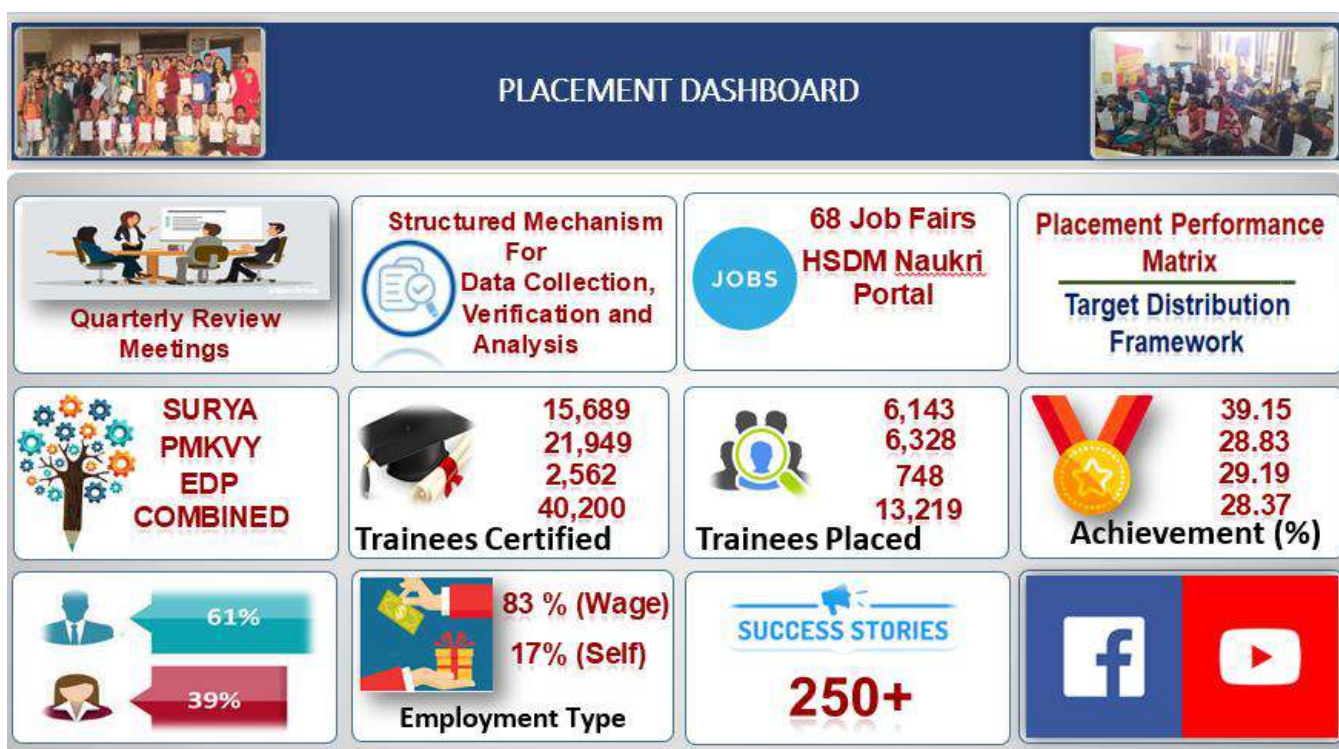 PLACEMENT DASHBOARD
Quarterly Review
Meetings
Structured Mechanism
For
Data Collection,
Verification and
Analysis
JOBS
68 Job Fairs
HSDM Naukri
Portal
Placement Performance
Matrix
Target Distribution
Framework
SURYA
PMKVY
EDP
COMBINED
15,689
21,949
2,562
40,200
Trainees Certified
6,143
6,328
748
13,219
Trainees Placed
39.15
28.83
29.19
28.37
Achievement (%)
61%
39%
83 % (Wage)
17% (Self)
Employment Type
SUCCESS STORIES
250+
f